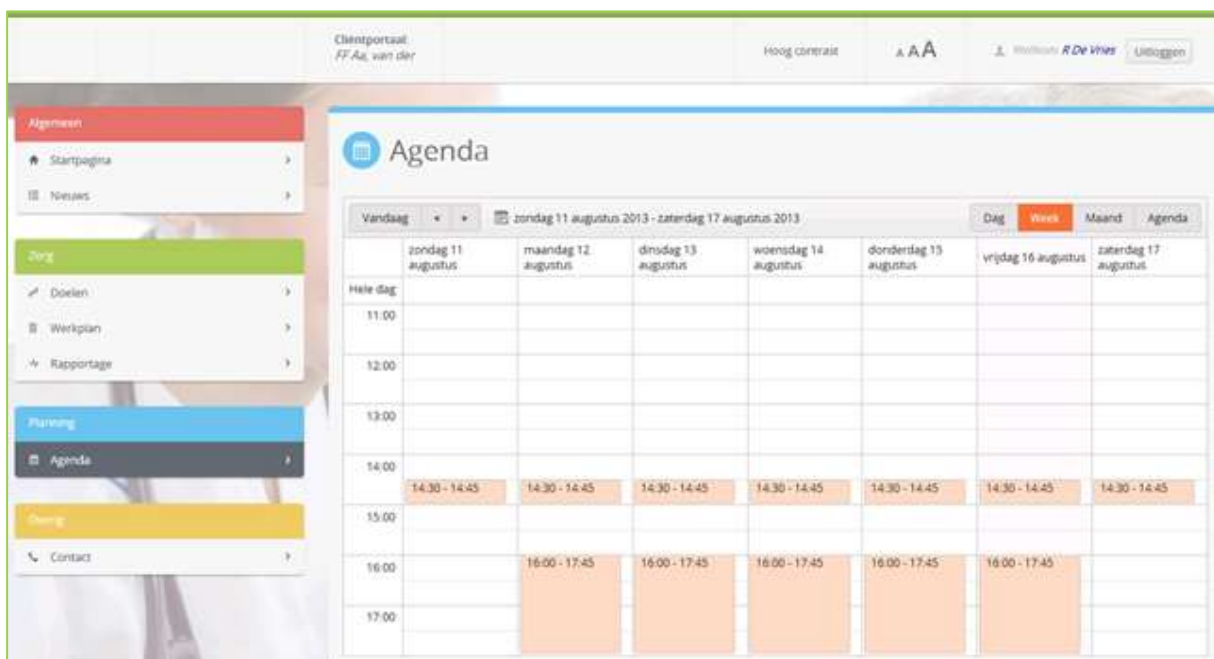 Cliëntportaal
FF Aa, van der
Hoog contrast
A A A
Welkom R De Vries
Uitloggen
Algemeen
Startpagina
Nieuws
Zorg
Doelen
Werkplan
Rapportage
Planning
Agenda
Overig
Contact
Agenda
Vandaag
zondag 11 augustus 2013 - zaterdag 17 augustus 2013
Dag Week Maand Agenda
zondag 11 augustus
maandag 12 augustus
dinsdag 13 augustus
woensdag 14 augustus
donderdag 15 augustus
vrijdag 16 augustus
zaterdag 17 augustus
Hele dag
11:00
12:00
13:00
14:00
14:30 - 14:45 14:30 - 14:45 14:30 - 14:45 14:30 - 14:45 14:30 - 14:45 14:30 - 14:45 14:30 - 14:45
15:00
16:00
16:00 - 17:45 16:00 - 17:45 16:00 - 17:45 16:00 - 17:45 16:00 - 17:45
17:00